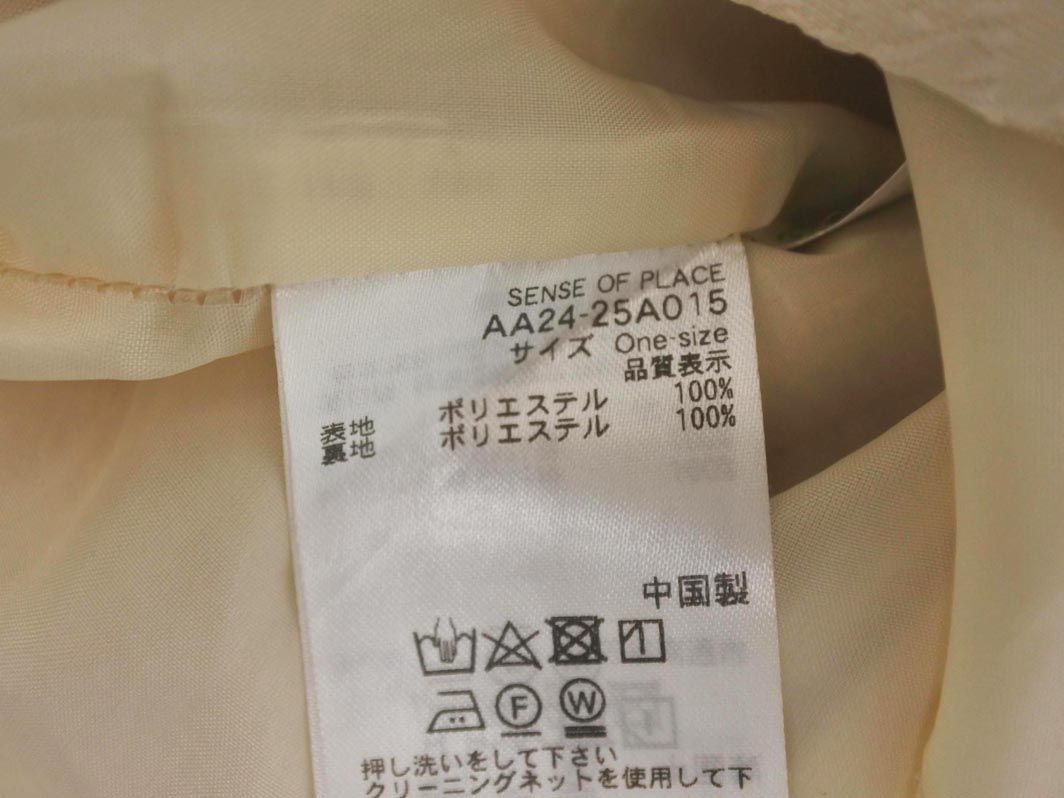 SENSE OF PLACE
AA24-25A015
サイズ One-size
品質表示
表地 ポリエステル 100%
裏地 ポリエステル 100%
中国製
F W
押し洗いをして下さい
クリーニングネットを使用して下